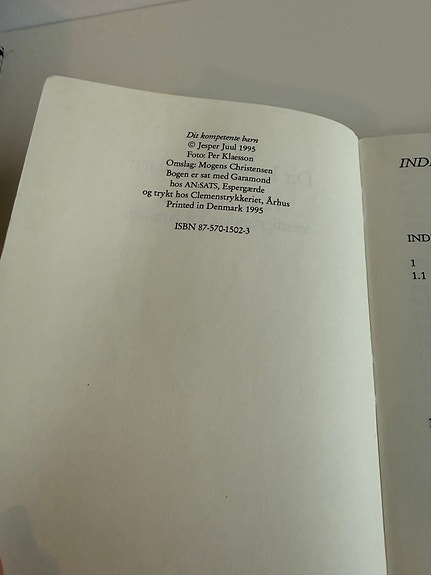 Dit kompetente barn
© Jesper Juul 1995
Foto: Per Klaesson
Omslag: Mogens Christensen
Bogen er sat med Garamond
hos AN:SATS, Espergærde
og trykt hos Clemenstrykkeriet, Århus
Printed in Denmark 1995
ISBN 87-570-1502-3
IND
IND
1
1.1